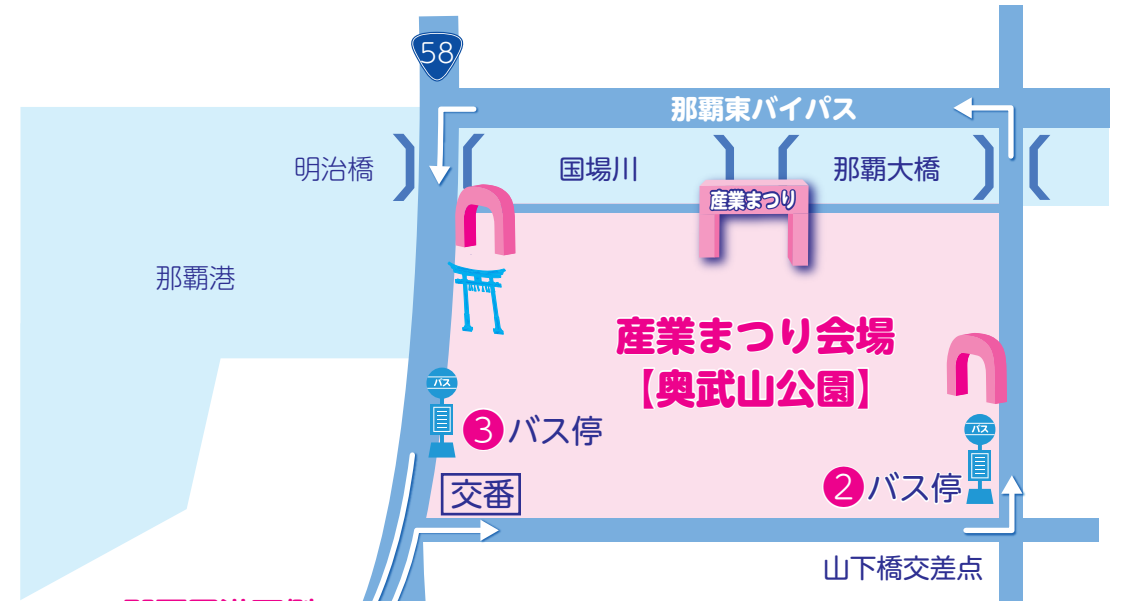 58
那覇東バイパス
明治橋
国場川
那覇大橋
産業まつり
那覇港
産業まつり会場
【奥武山公園】
バス
❸バス停
バス
❷バス停
交番
山下橋交差点